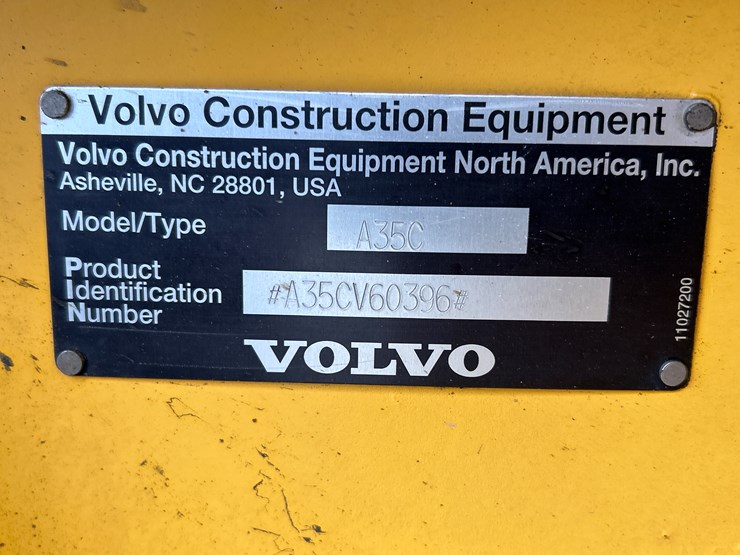 Volvo Construction Equipment
Volvo Construction Equipment North America, Inc.
Asheville, NC 28801, USA
Model/Type A35C
Product
Identification #A35CV60396#
Number
VOLVO
11027200